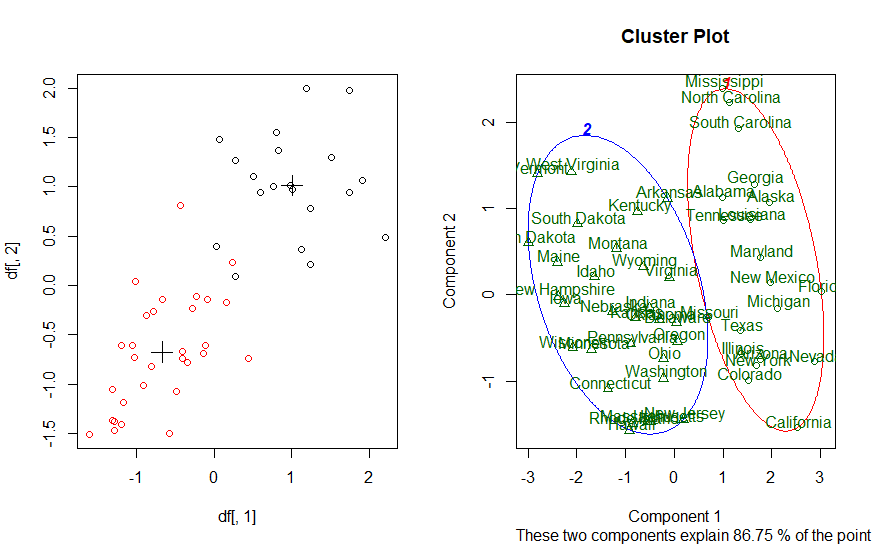 df[, 2]
2.0
1.5
1.0
0.5
0.0
-0.5
-1.0
-1.5
-1
0
1
2
df[, 1]
Cluster Plot
Component 2
2
1
0
-1
-3
-2
-1
0
1
2
3
Component 1
These two components explain 86.75 % of the point
2
Mississippi
North Carolina
South Carolina
West Virginia
Georgia
Alabama
Alaska
Arkansas
Kentucky
Tennessee
Louisiana
South Dakota
Dakota
Montana
Maine
Wyoming
Maryland
Idaho
Virginia
New Mexico
Florid
New Hampshire
Iowa
Indiana
Michigan
Nebraska
Missouri
Texas
Pennsylvania
Oregon
Minnesota
Ohio
Illinois
Arizona
Nevad
New York
Washington
Colorado
Connecticut
New Jersey
Hawaii
California